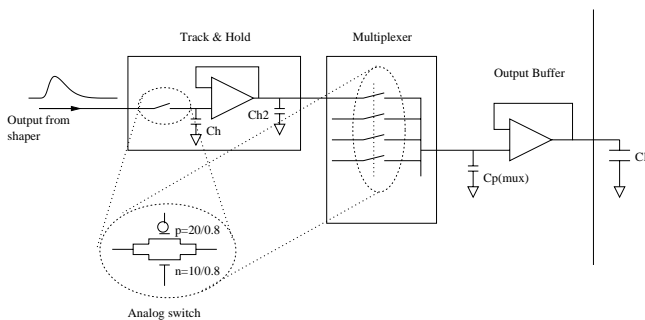 Track & Hold
Multiplexer
Output Buffer
Output from
shaper
Ch
Ch2
Cp(mux)
p=20/0.8
n=10/0.8
Analog switch